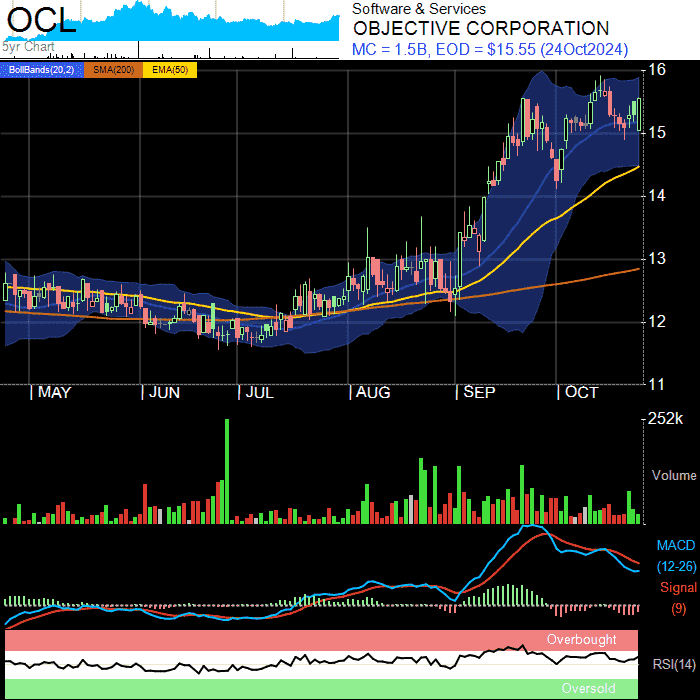 OCL
5yr Chart
Software & Services
OBJECTIVE CORPORATION
MC = 1.5B, EOD = $15.55 (24Oct2024)
BollBands(20,2) SMA(200) EMA(50)
16
15
14
13
12
11
MAY JUN JUL AUG SEP OCT
252k
Volume
MACD
(12-26)
Signal
(9)
Overbought
RSI(14)
Oversold